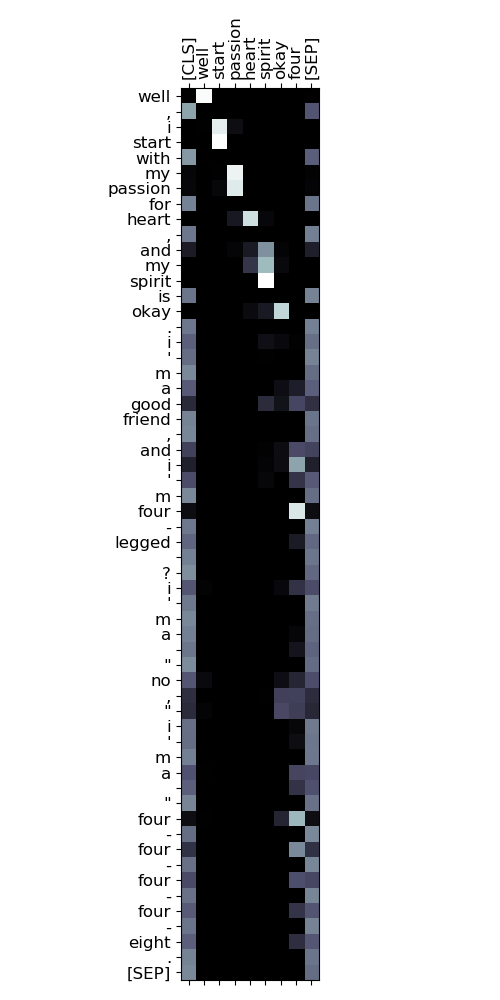 [CLS]
well
start
passion
heart
spirit
okay
four
[SEP]
well
,
i
start
with
my
passion
for
heart
,
and
my
spirit
is
okay
.
i
'
m
a
good
friend
,
and
i
'
m
four
-
legged
?
i
'
m
a
"
no
,
"
i
'
m
a
"
four
-
four
-
four
-
four
-
eight
.
[SEP]